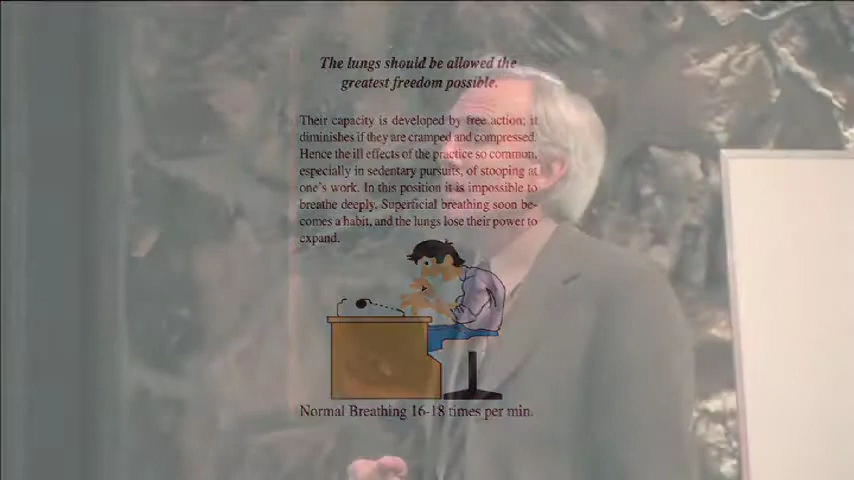 The lungs should be allowed the
greatest freedom possible.
Their capacity is developed by free action; it
diminishes if they are cramped and compressed.
Hence the ill effects of the practice so common,
especially in sedentary pursuits, of stooping at
one's work. In this position it is impossible to
breathe deeply. Superficial breathing soon be-
comes a habit, and the lungs lose their power to
expand.
Normal Breathing 16-18 times per min.